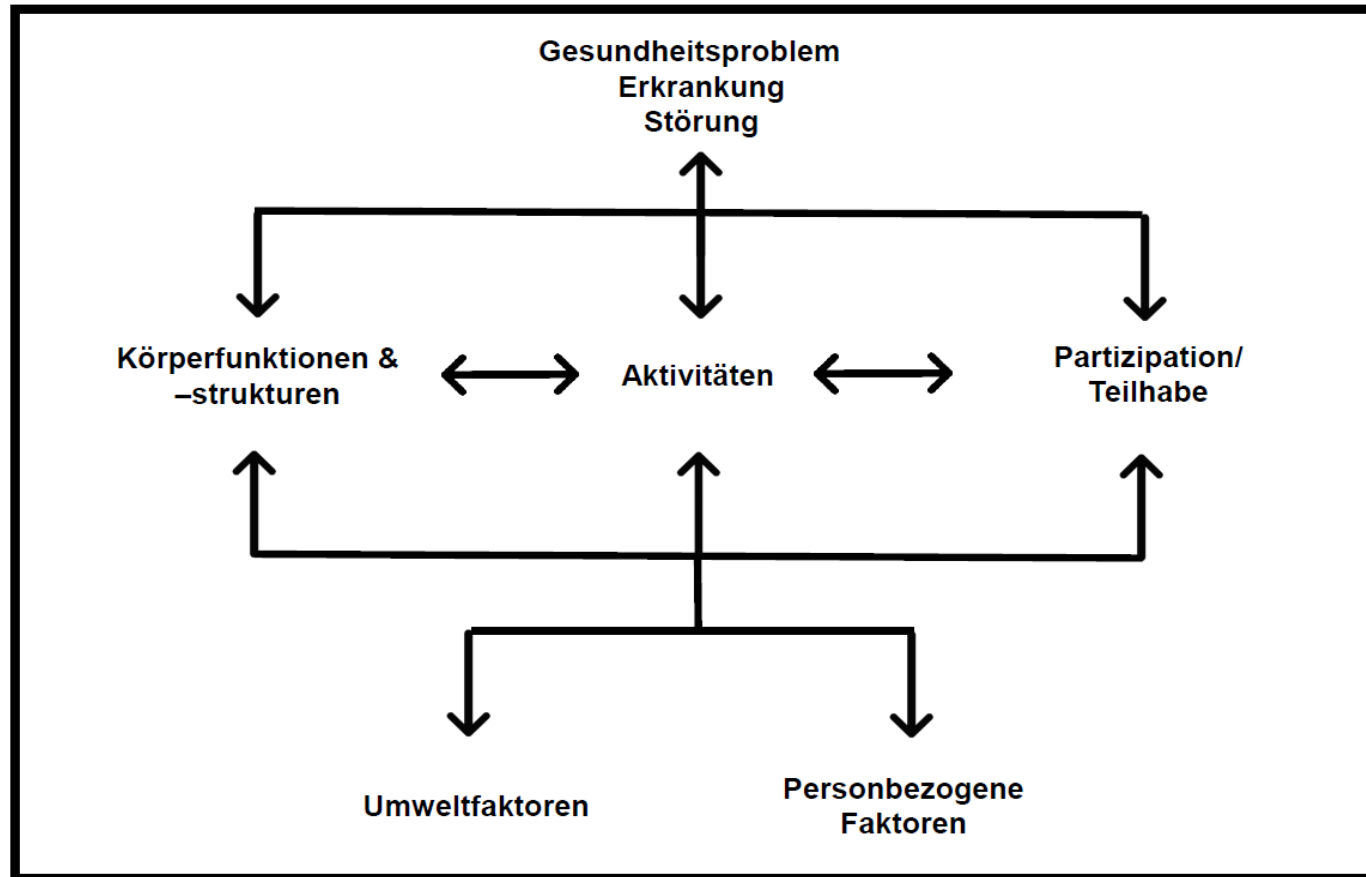 Gesundheitsproblem
Erkrankung
Störung
Körperfunktionen &
–strukturen
Aktivitäten
Partizipation/
Teilhabe
Umweltfaktoren
Personbezogene
Faktoren